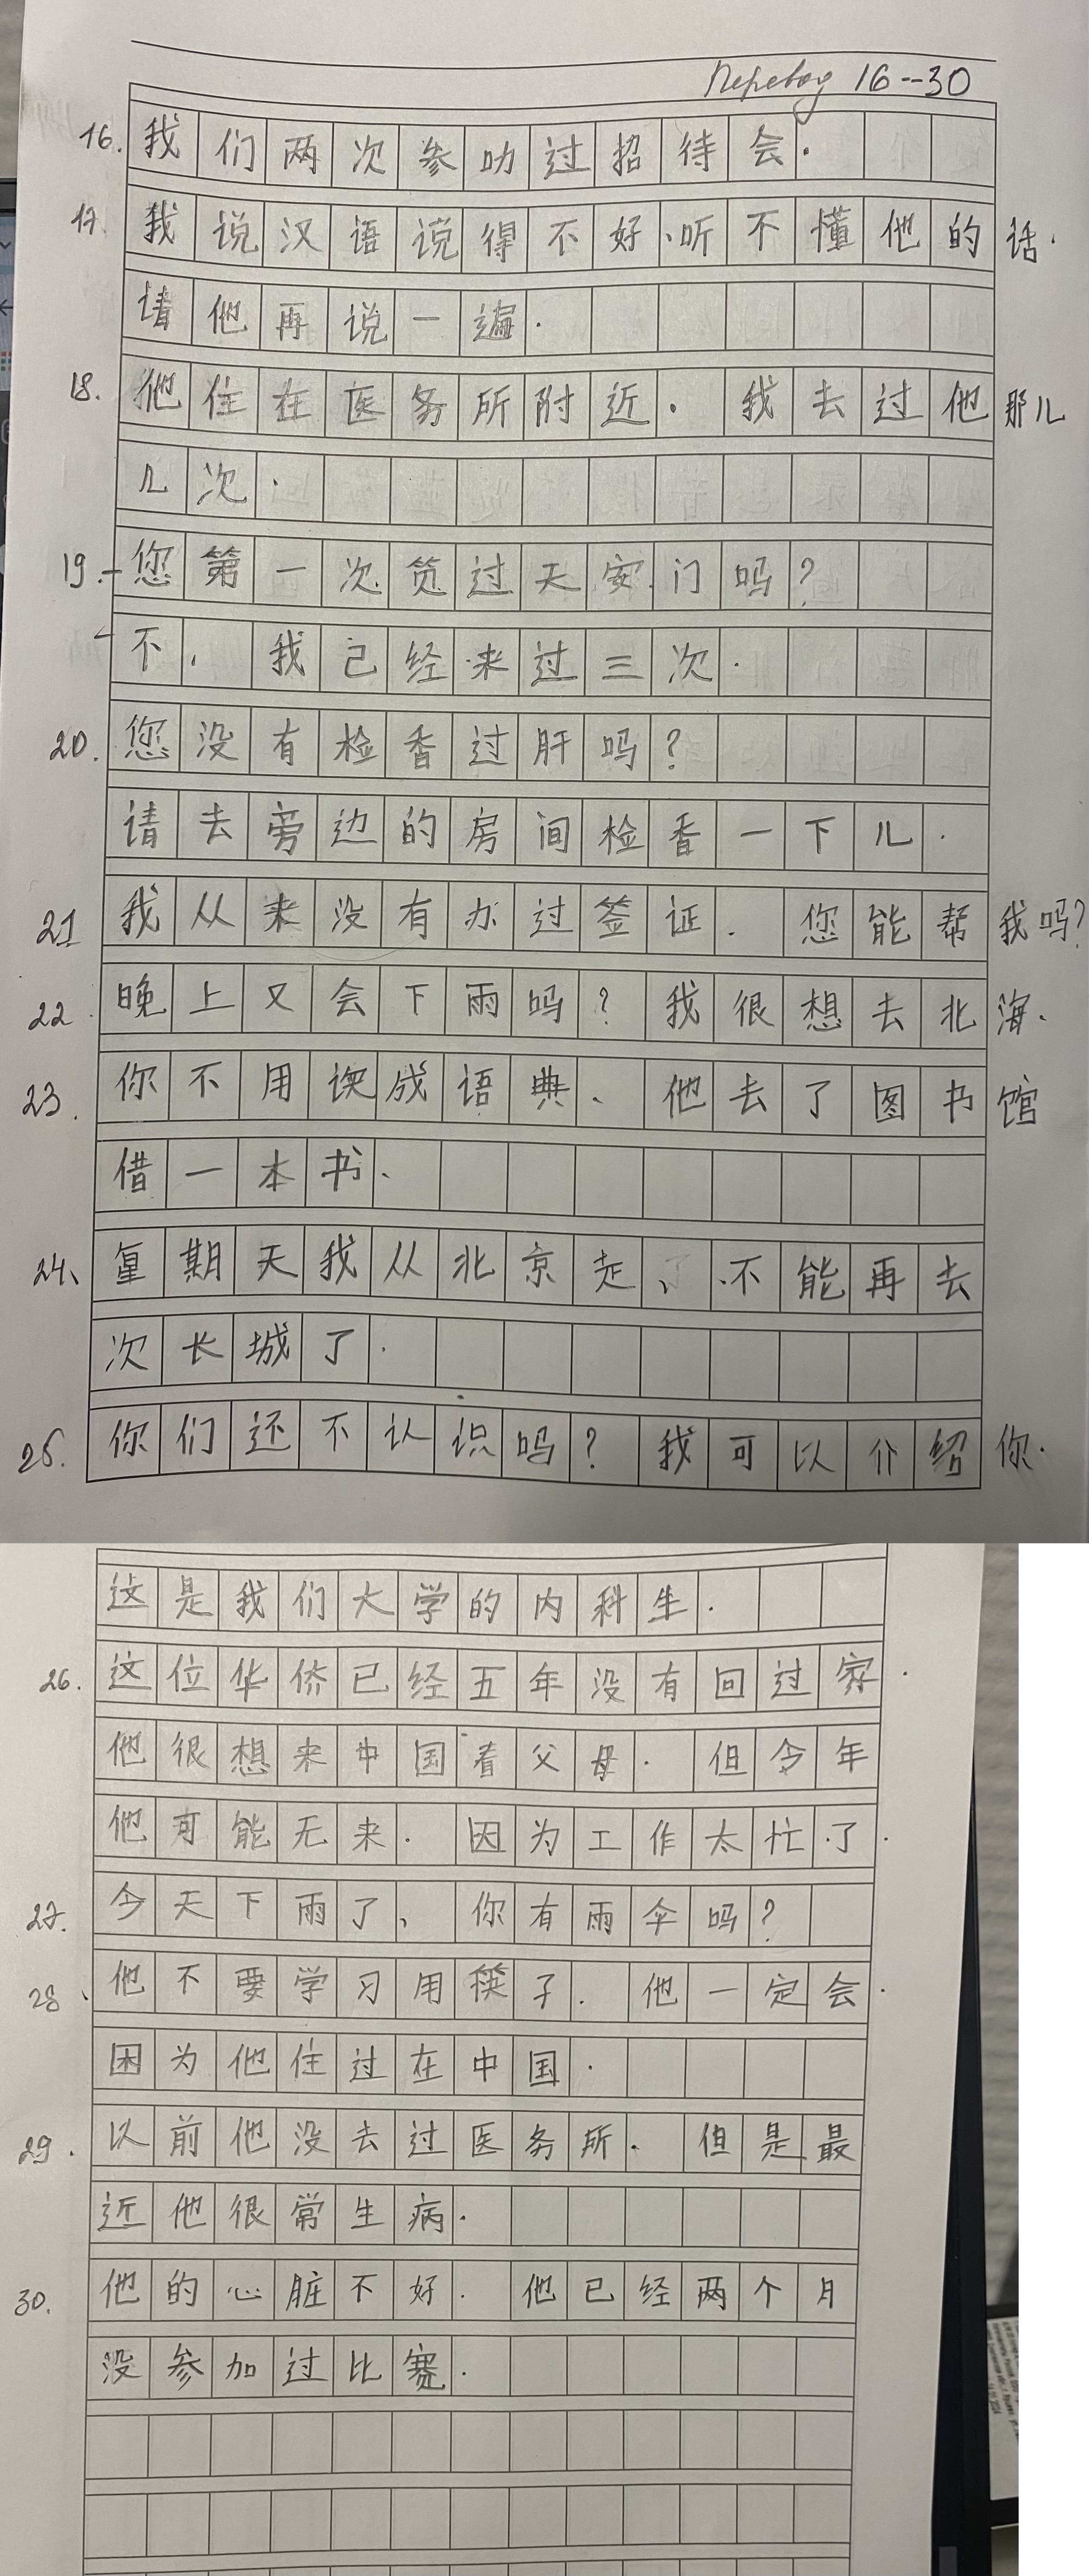 Перевод 16--30
16. 我们两次参加过招待会.
17. 我说汉语说得不好、听不懂他的话.
请他再说一遍.
18. 他住在医务所附近. 我去过他那儿
几次.
19. – 您第一次览过天安门吗?
– 不, 我已经来过三次.
20. 您没有检查过肝吗?
请去旁边的房间检查一下儿.
21 我从来没有办过签证. 您能帮我吗?
22. 晚上又会下雨吗? 我很想去北海.
23. 你不用读成语典、他去了图书馆
借一本书.
24、星期天我从北京走、不能再去
次长城了.
25. 你们还不认识吗? 我可以介绍你.
这是我们大学的内科生.
26. 这位华侨已经五年没有回过家.
他很想来中国看父母. 但今年
他可能无来. 因为工作太忙了.
27. 今天下雨了、你有雨伞吗?
28. 他不要学习用筷子. 他一定会.
因为他住过在中国.
29. 以前他没去过医务所. 但是最
近他很常生病.
30. 他的心脏不好. 他已经两个月
没参加过比赛.